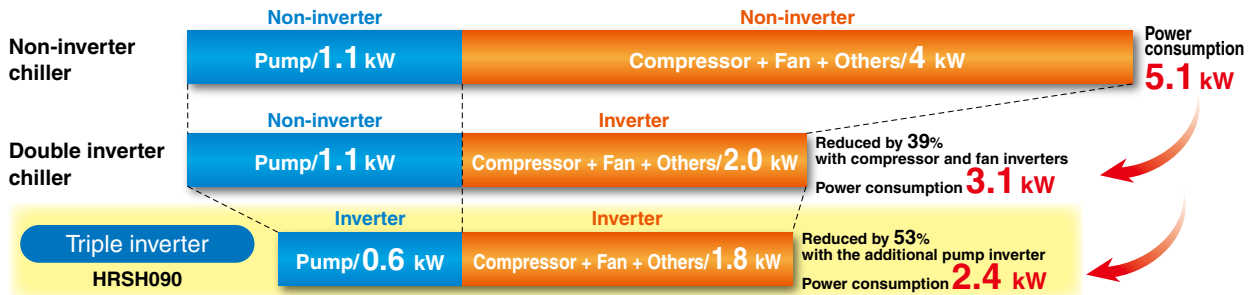 Non-inverter Non-inverter
Non-inverter
chiller
Pump/1.1 kW Compressor + Fan + Others/4 kW
Power
consumption
5.1 kW
Non-inverter Inverter
Double inverter
chiller
Pump/1.1 kW Compressor + Fan + Others/2.0 kW
Reduced by 39%
with compressor and fan inverters
Power consumption 3.1 kW
Inverter Inverter
Triple inverter
HRSH090
Pump/0.6 kW Compressor + Fan + Others/1.8 kW
Reduced by 53%
with the additional pump inverter
Power consumption 2.4 kW